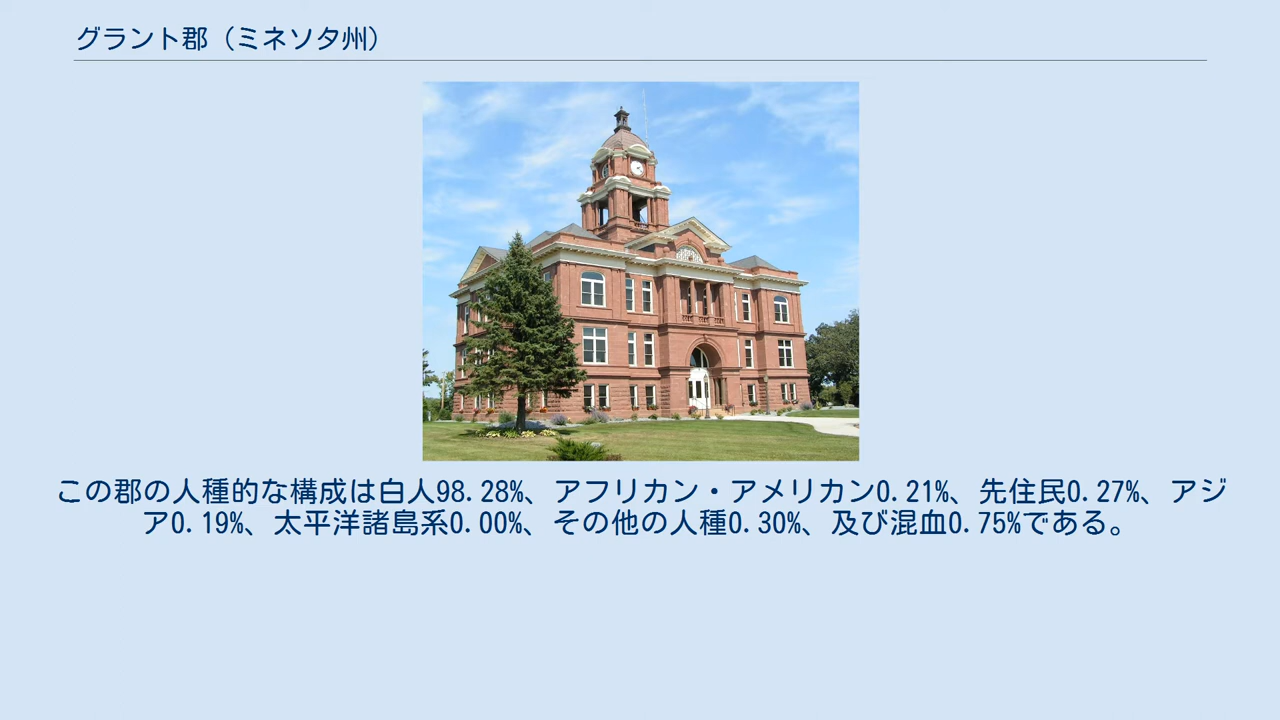 グラント郡（ミネソタ州）
この郡の人種的な構成は白人98.28%、アフリカン・アメリカン0.21%、先住民0.27%、アジ
ア0.19%、太平洋諸島系0.00%、その他の人種0.30%、及び混血0.75%である。